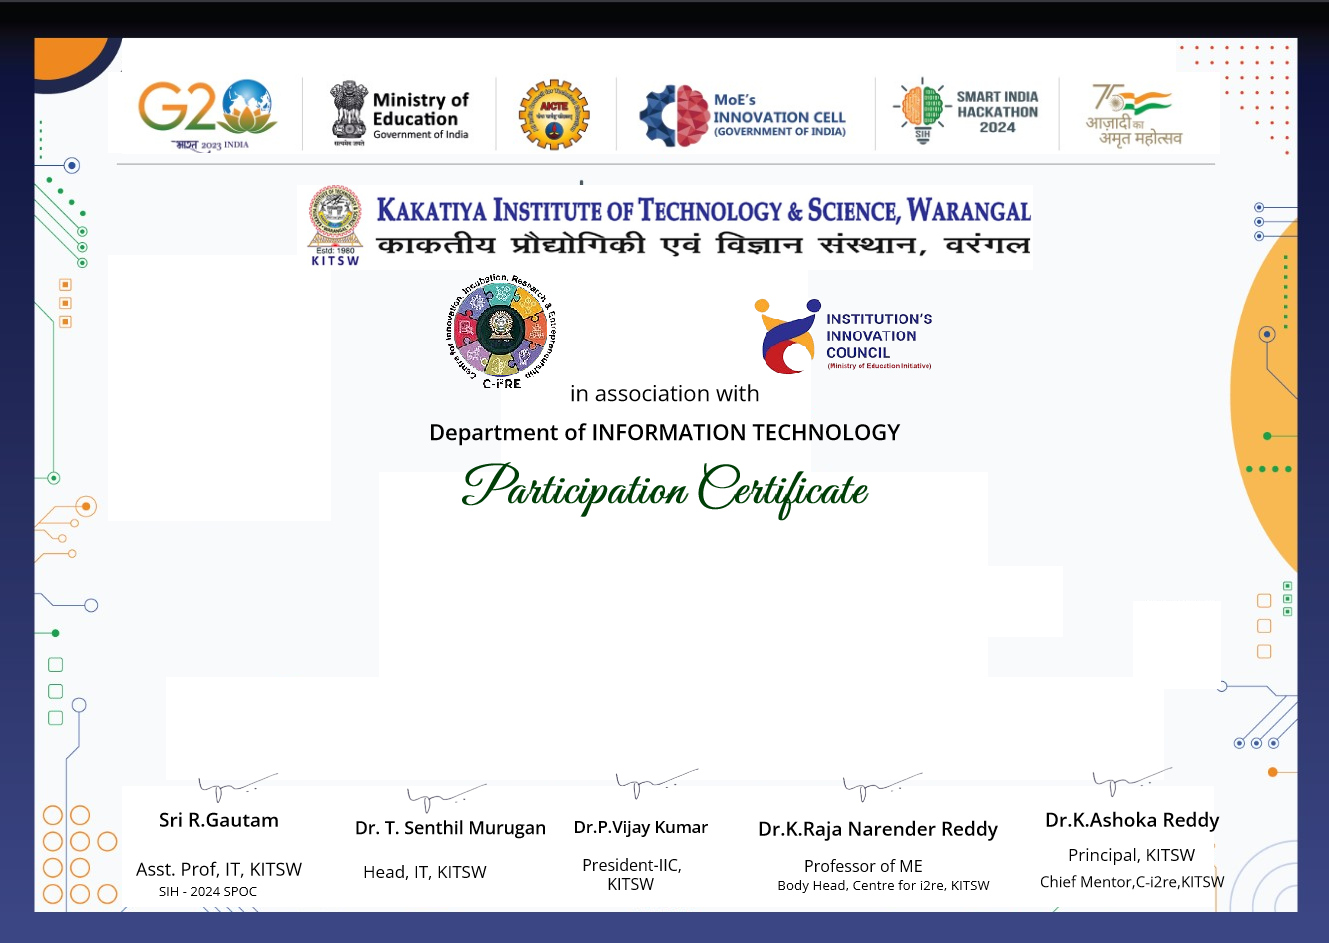 G20
भारत 2023 INDIA
Ministry of
Education
Government of India
सत्यमेव जयते
AICTE
MoE's
INNOVATION CELL
(GOVERNMENT OF INDIA)
SIH
SMART INDIA
HACKATHON
2024
75
आज़ादी का
अमृत महोत्सव
KAKATIYA INSTITUTE OF TECHNOLOGY & SCIENCE, WARANGAL
काकतीय प्रौद्योगिकी एवं विज्ञान संस्थान, वरंगल
Estd: 1980
KITSW
Centre for Innovation, Incubation, Research & Entrepreneurship
C-i²RE
INSTITUTION'S
INNOVATION
COUNCIL
(Ministry of Education Initiative)
in association with
Department of INFORMATION TECHNOLOGY
Participation Certificate
Sri R.Gautam
Asst. Prof, IT, KITSW
SIH - 2024 SPOC
Dr. T. Senthil Murugan
Head, IT, KITSW
Dr.P.Vijay Kumar
President-IIC,
KITSW
Dr.K.Raja Narender Reddy
Professor of ME
Body Head, Centre for i2re, KITSW
Dr.K.Ashoka Reddy
Principal, KITSW
Chief Mentor,C-i2re,KITSW